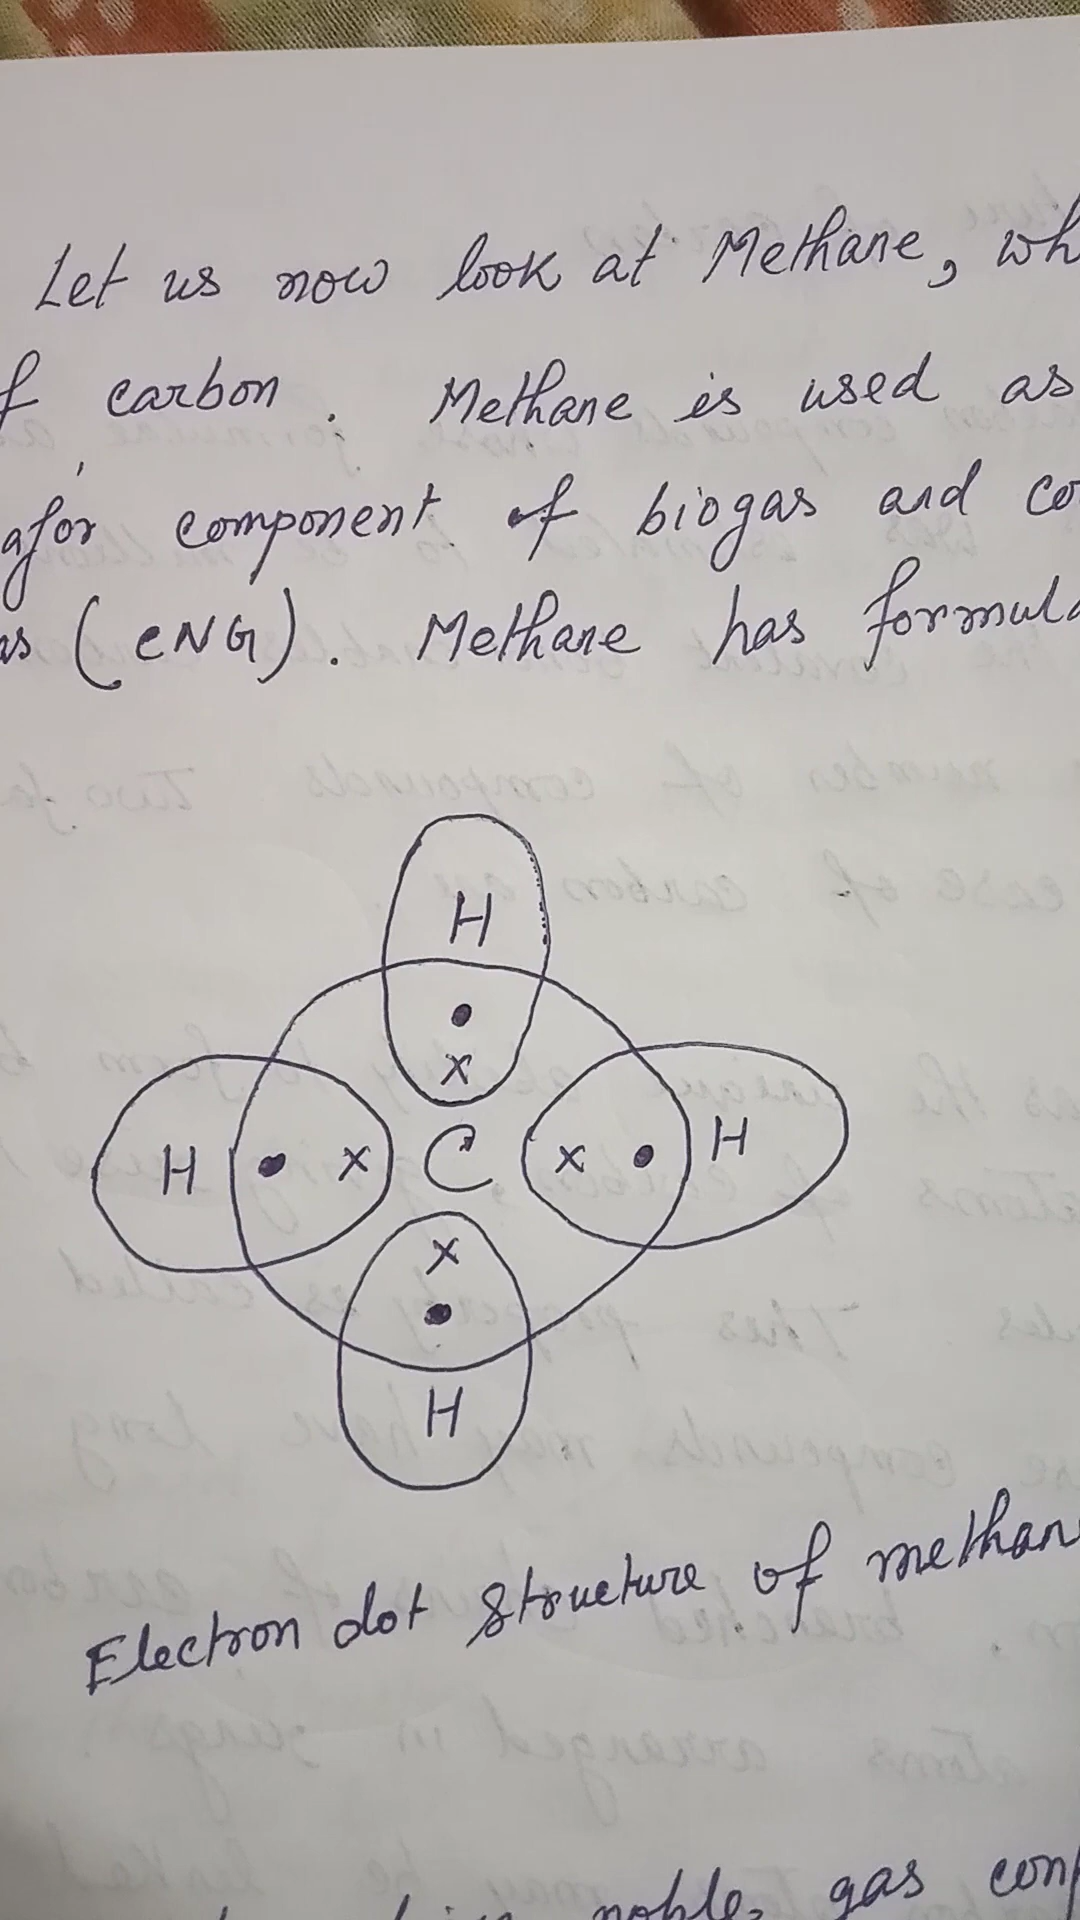 Let us now look at Methane, wh
f carbon. Methane is used as
ajor component of biogas and co
as (CNG). Methane has formula
H
H C H
H
Electron dot structure of methan
noble gas conf